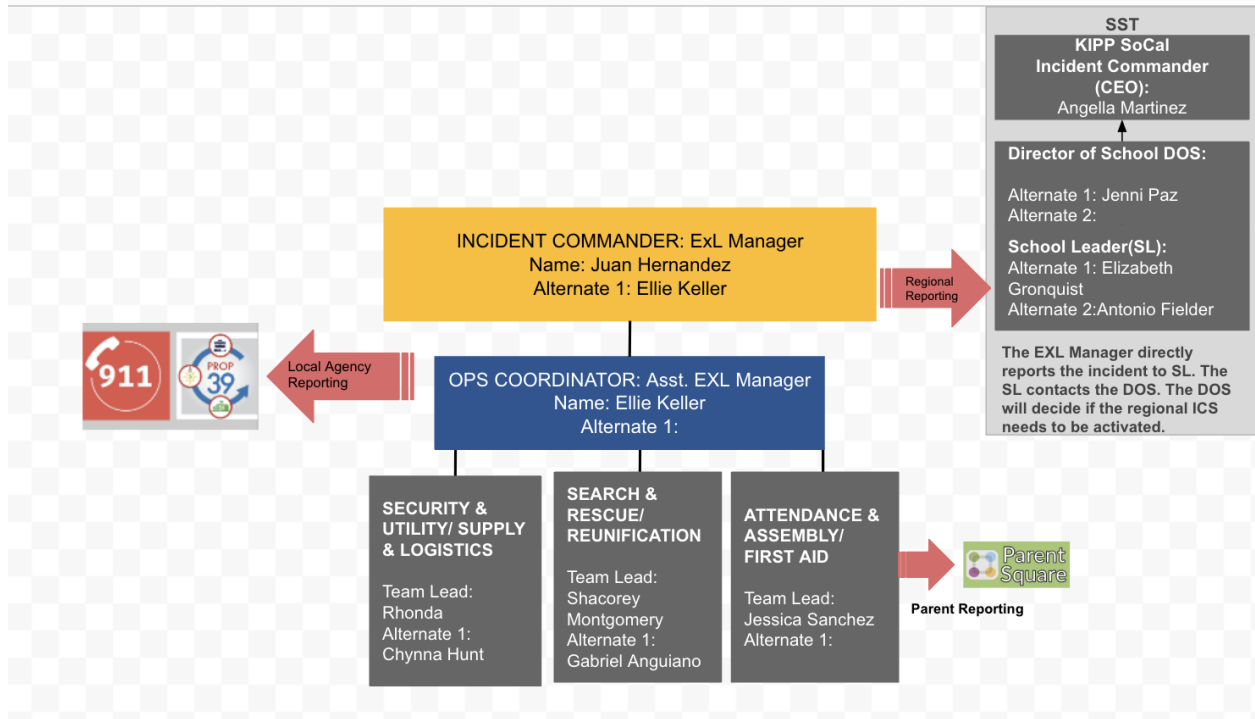 SST
KIPP SoCal
Incident Commander
(CEO):
Angella Martinez
Director of School DOS:
Alternate 1: Jenni Paz
Alternate 2:
School Leader(SL):
Alternate 1: Elizabeth
Gronquist
Alternate 2:Antonio Fielder
The EXL Manager directly
reports the incident to SL. The
SL contacts the DOS. The DOS
will decide if the regional ICS
needs to be activated.
INCIDENT COMMANDER: ExL Manager
Name: Juan Hernandez
Alternate 1: Ellie Keller
Regional
Reporting
911
PROP
39
Local Agency
Reporting
OPS COORDINATOR: Asst. EXL Manager
Name: Ellie Keller
Alternate 1:
SECURITY &
UTILITY/ SUPPLY
& LOGISTICS
Team Lead:
Rhonda
Alternate 1:
Chynna Hunt
SEARCH &
RESCUE/
REUNIFICATION
Team Lead:
Shacorey
Montgomery
Alternate 1:
Gabriel Anguiano
ATTENDANCE &
ASSEMBLY/
FIRST AID
Team Lead:
Jessica Sanchez
Alternate 1:
Parent
Square
Parent Reporting